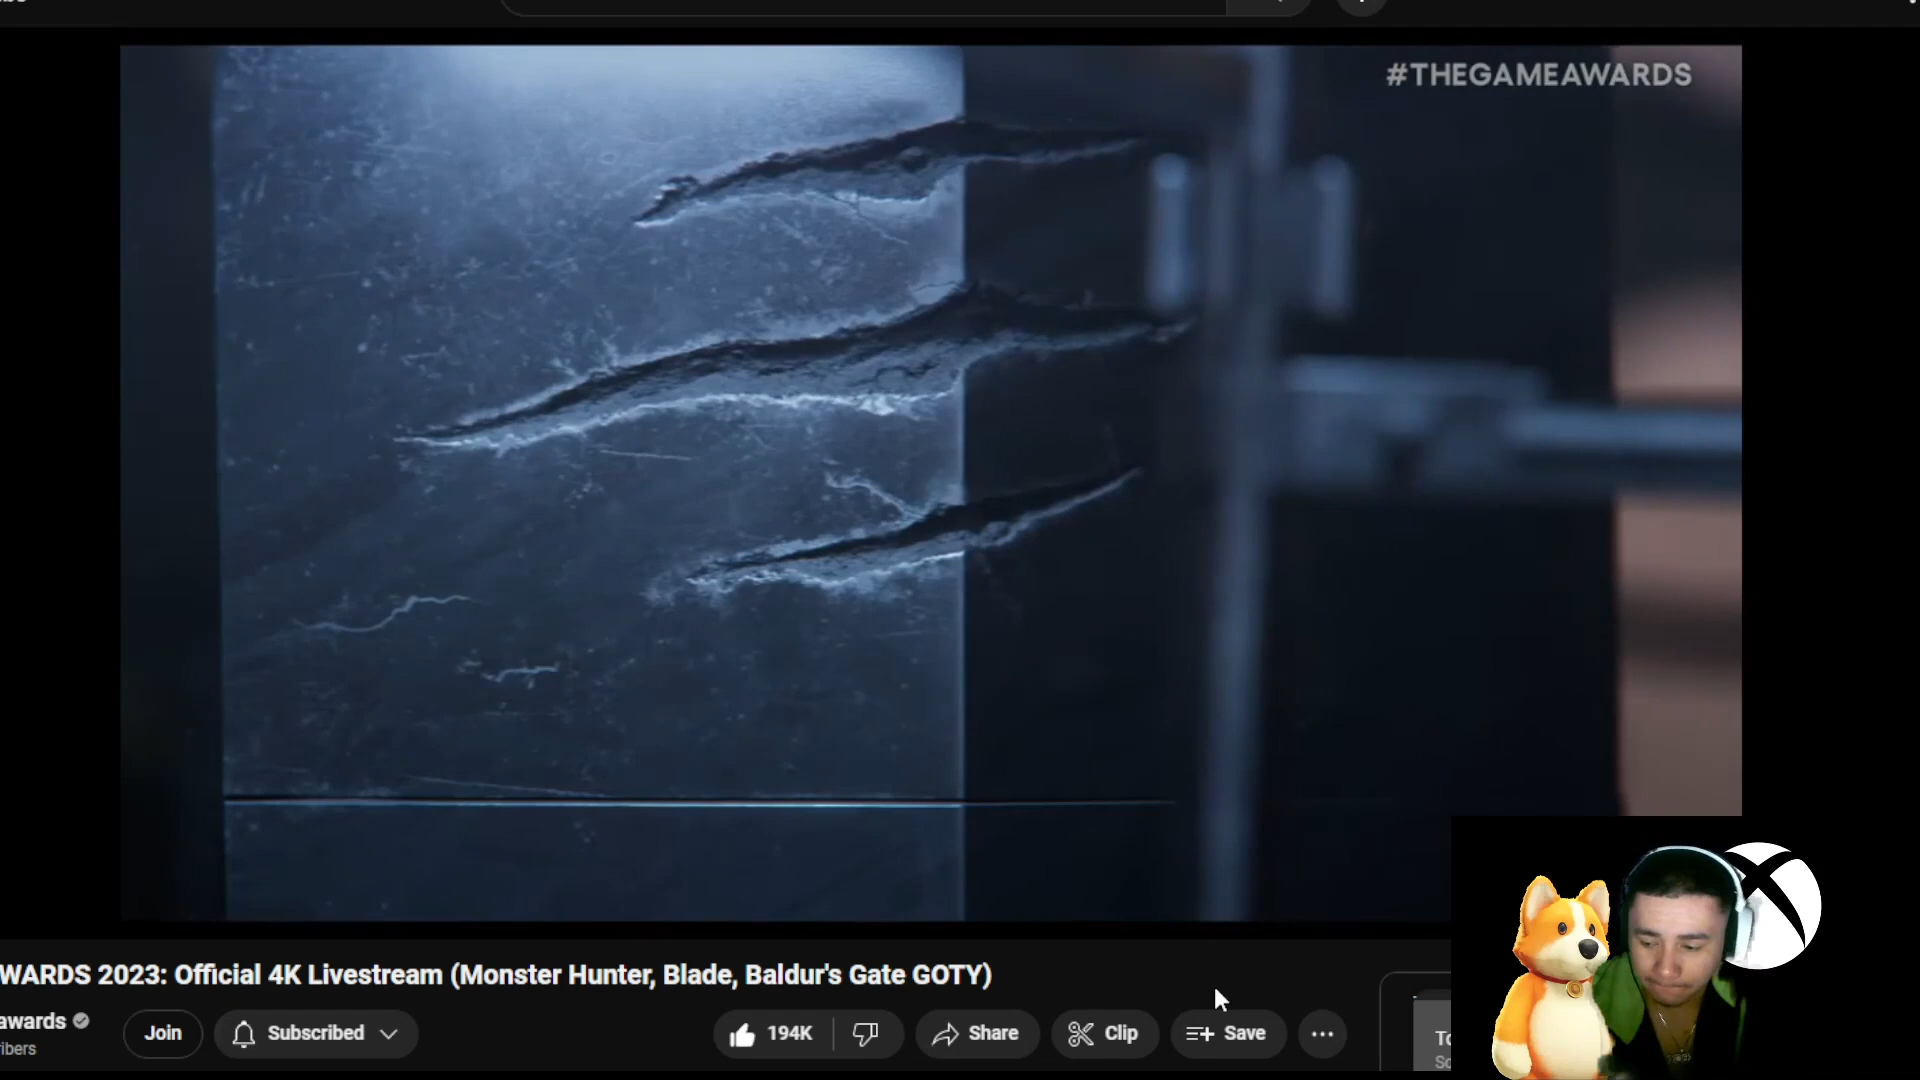 #THEGAMEAWARDS
WARDS 2023: Official 4K Livestream (Monster Hunter, Blade, Baldur's Gate GOTY)
awards
ibers
Join
Subscribed
194K
Share
Clip
Save